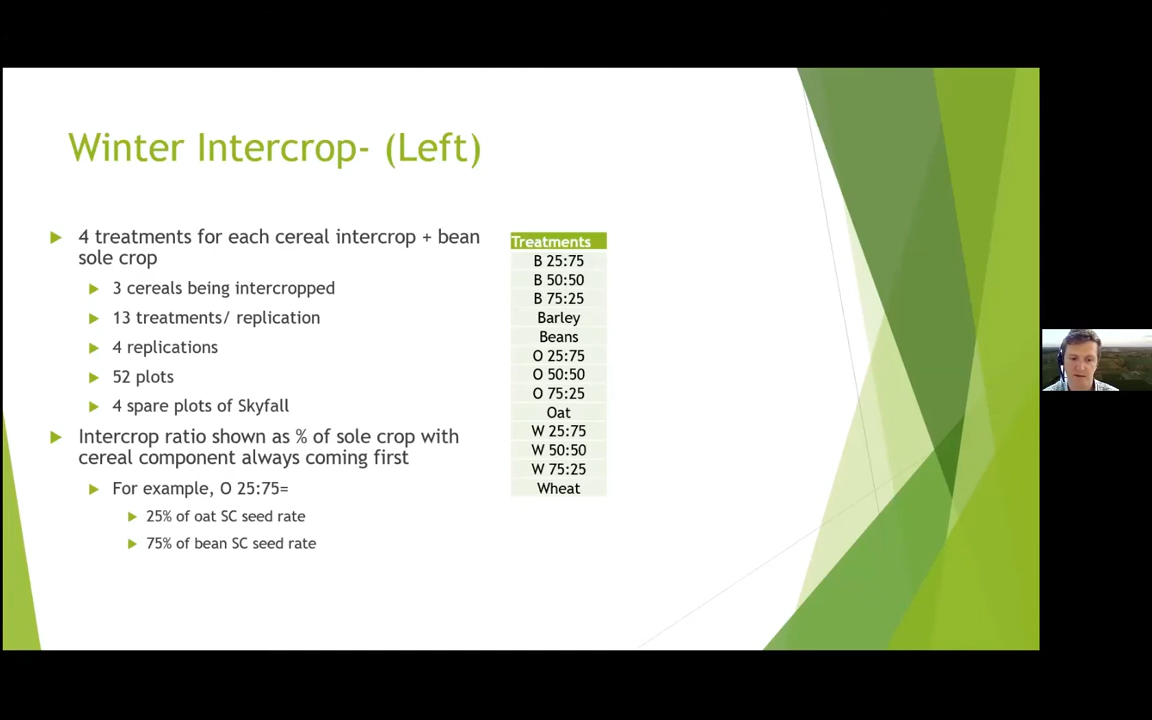 Winter Intercrop- (Left)
4 treatments for each cereal intercrop + bean
sole crop
3 cereals being intercropped
13 treatments/ replication
4 replications
52 plots
4 spare plots of Skyfall
Intercrop ratio shown as % of sole crop with
cereal component always coming first
For example, O 25:75=
25% of oat SC seed rate
75% of bean SC seed rate
Treatments
B 25:75
B 50:50
B 75:25
Barley
Beans
O 25:75
O 50:50
O 75:25
Oat
W 25:75
W 50:50
W 75:25
Wheat